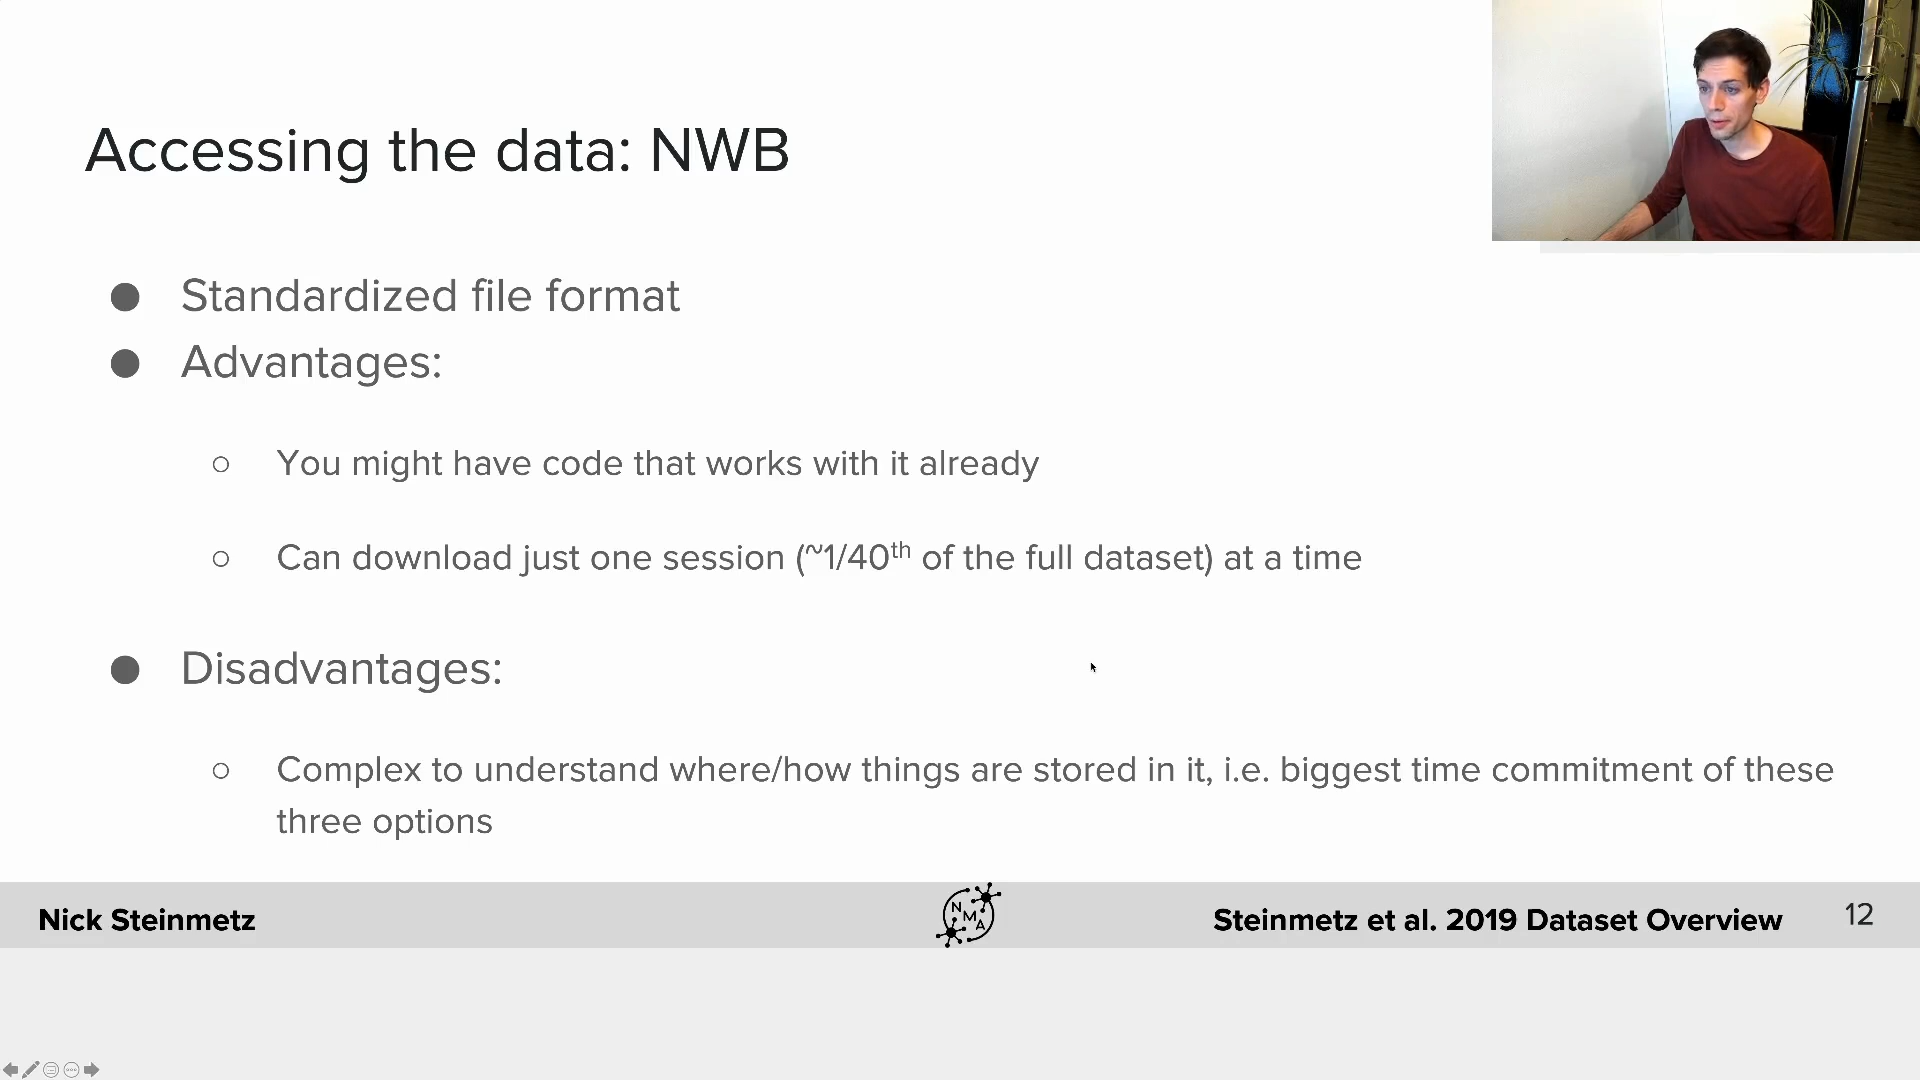 Accessing the data: NWB
● Standardized file format
● Advantages:
○ You might have code that works with it already
○ Can download just one session (~1/40th of the full dataset) at a time
● Disadvantages:
○ Complex to understand where/how things are stored in it, i.e. biggest time commitment of these
three options
Nick Steinmetz
NMA
Steinmetz et al. 2019 Dataset Overview
12